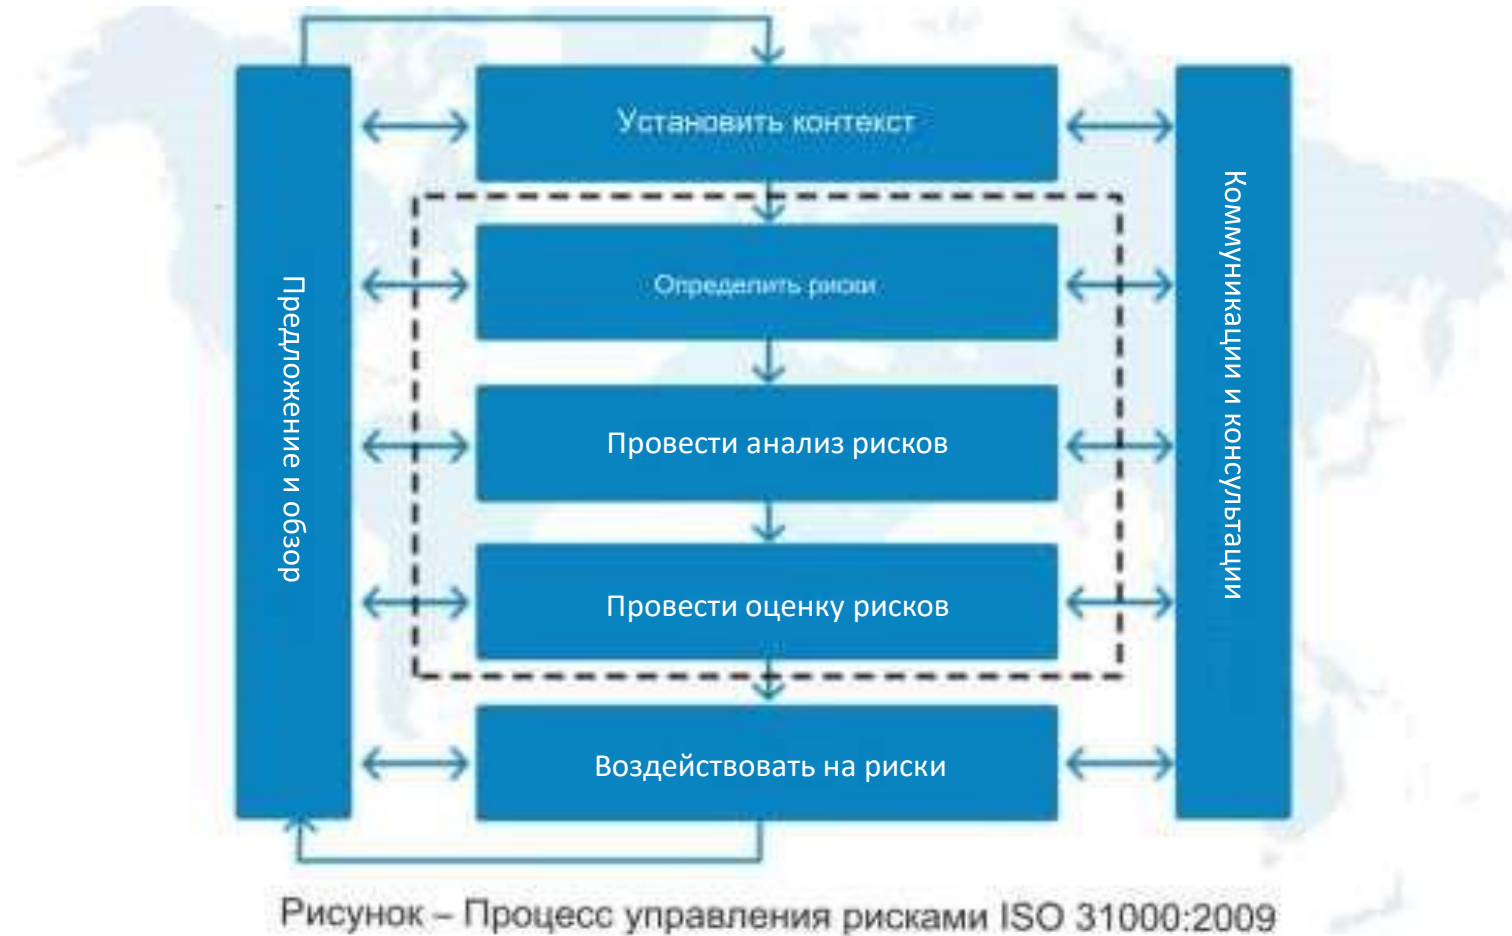 Установить контекст
Определить риски
Провести анализ рисков
Провести оценку рисков
Воздействовать на риски
Предложение и обзор
Коммуникации и консультации
Рисунок – Процесс управления рисками ISO 31000:2009